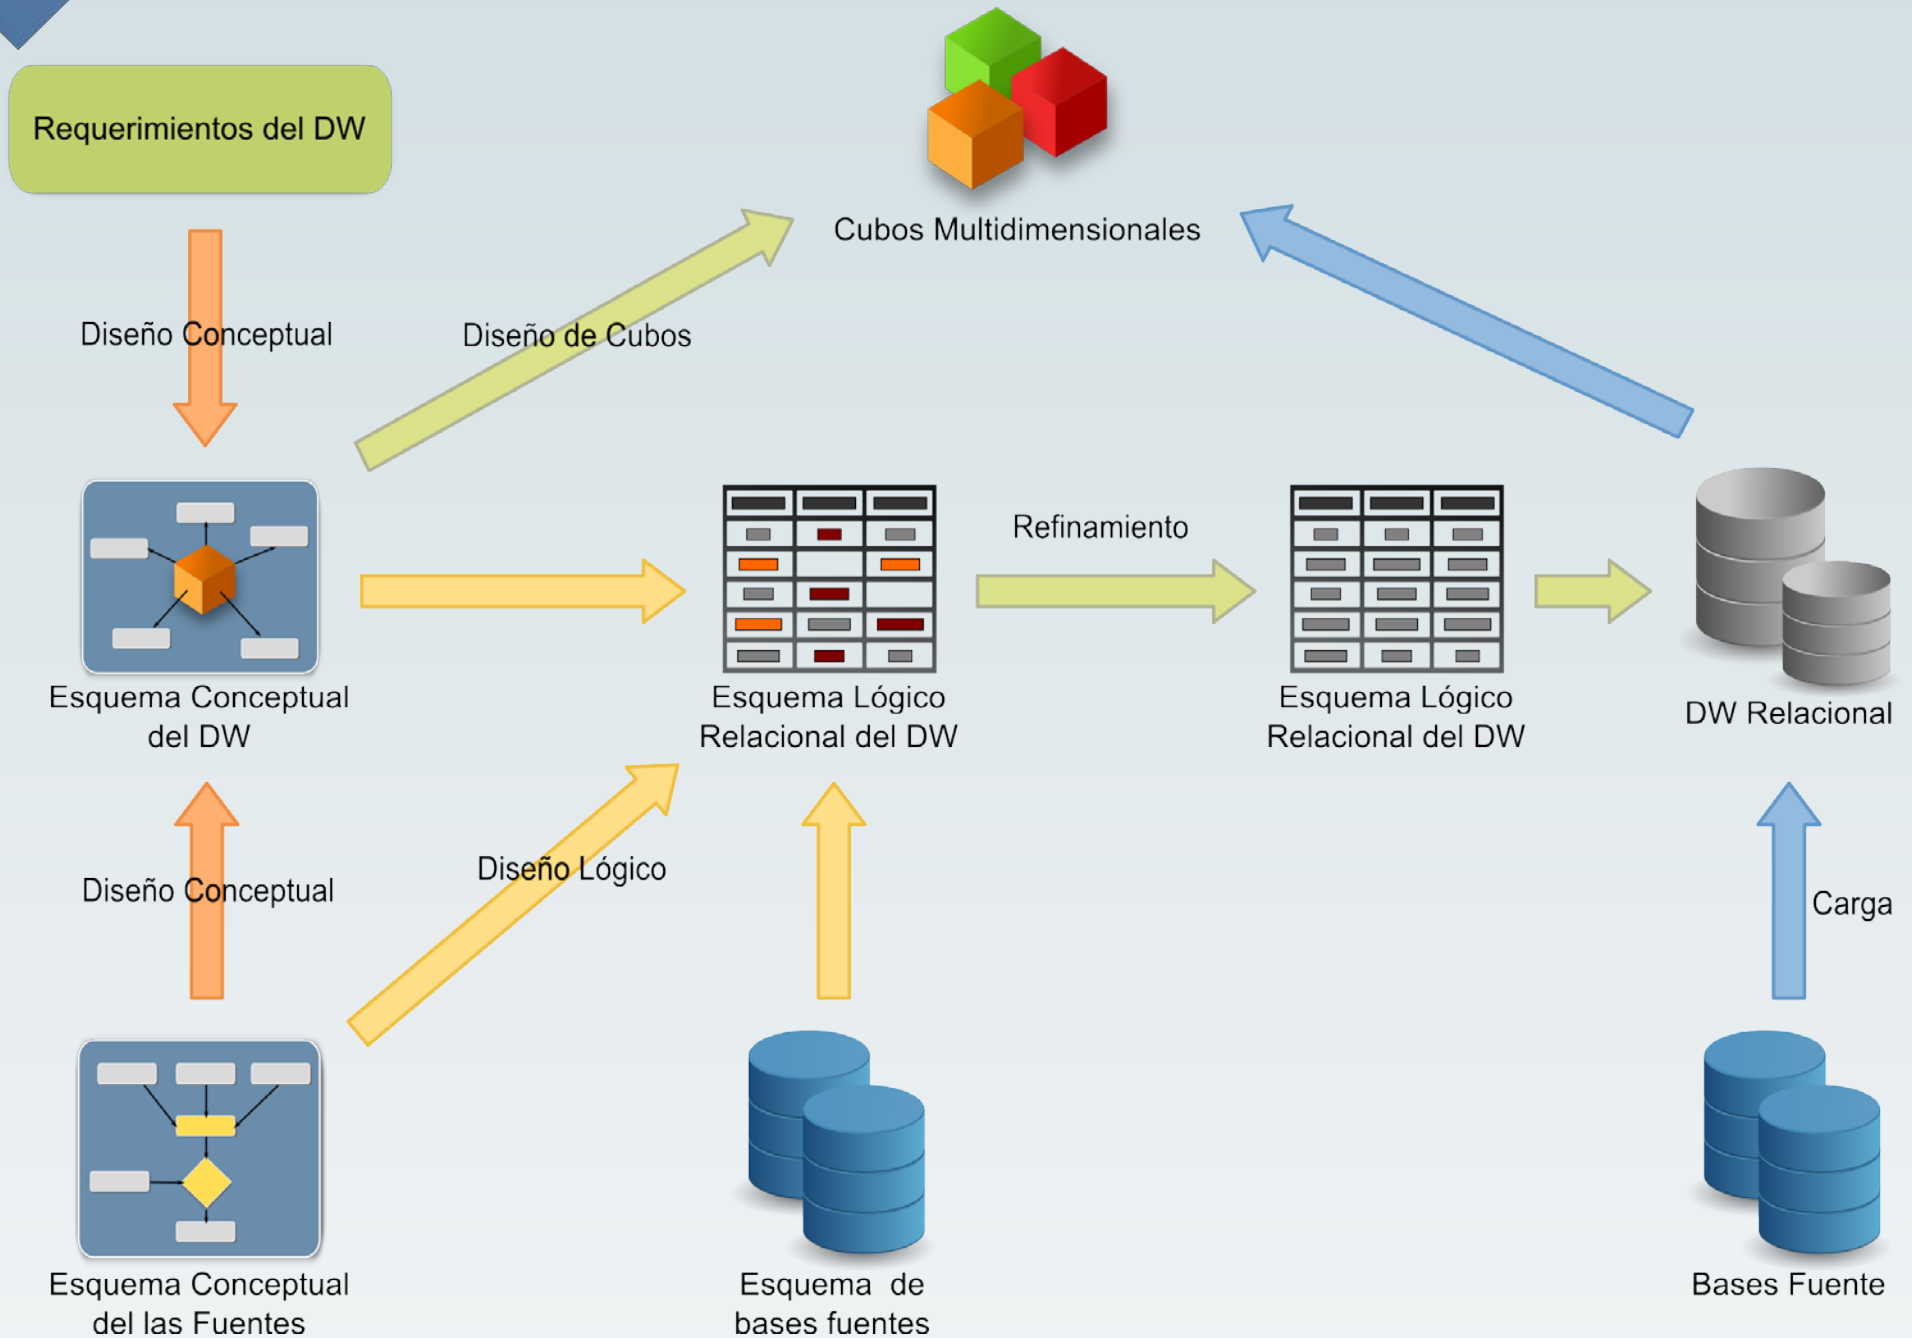 Requerimientos del DW
Cubos Multidimensionales
Diseño Conceptual
Diseño de Cubos
Refinamiento
Esquema Conceptual
del DW
Esquema Lógico
Relacional del DW
Esquema Lógico
Relacional del DW
DW Relacional
Diseño Conceptual
Diseño Lógico
Carga
Esquema Conceptual
del las Fuentes
Esquema de
bases fuentes
Bases Fuente